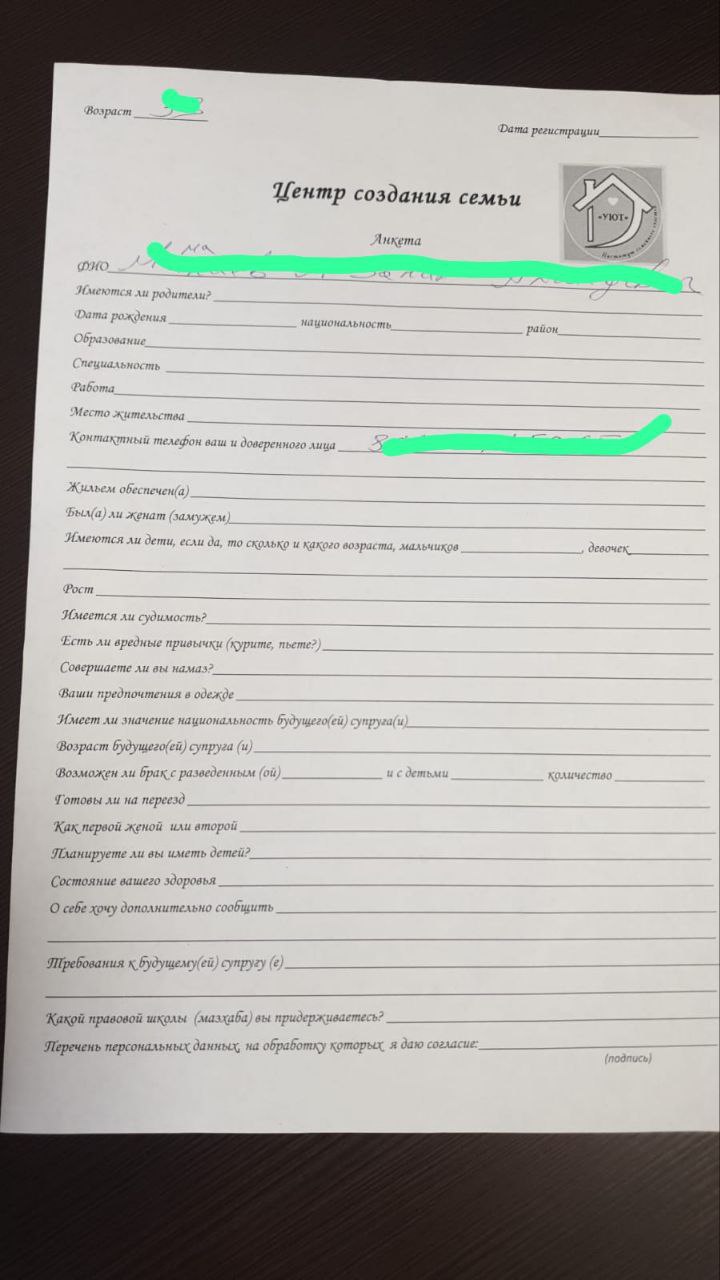 Возраст
Дата регистрации
Центр создания семьи
«УЮТ»
Анкета
ФИО
Имеются ли родители?
Дата рождения национальность район
Образование
Специальность
Работа
Место жительства
Контактный телефон ваш и доверенного лица 8
Жильем обеспечен(а)
Был(а) ли женат (замужем)
Имеются ли дети, если да, то сколько и какого возраста, мальчиков , девочек
Рост
Имеется ли судимость?
Есть ли вредные привычки (курите, пьете?)
Совершаете ли вы намаз?
Ваши предпочтения в одежде
Имеет ли значение национальность будущего(ей) супруга(и)
Возраст будущего(ей) супруга (и)
Возможен ли брак с разведенным (ой) и с детьми количество
Готовы ли на переезд
Как первой женой или второй
Планируете ли вы иметь детей?
Состояние вашего здоровья
О себе хочу дополнительно сообщить
Требования к будущему(ей) супругу (е)
Какой правовой школы (мазхаба) вы придерживаетесь?
Перечень персональных данных, на обработку которых я даю согласие:
(подпись)